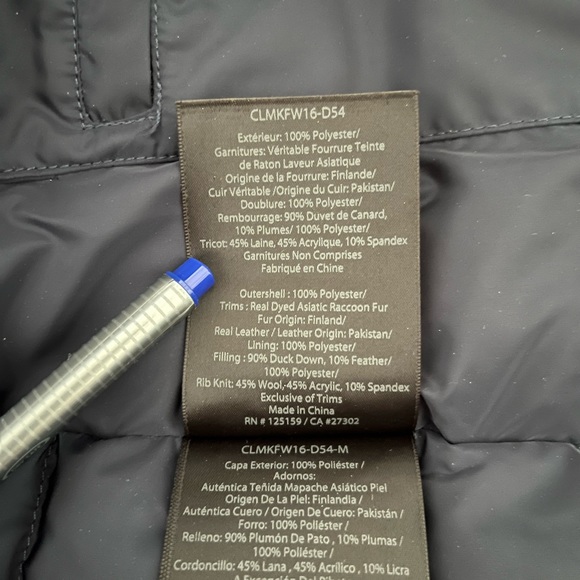 CLMKFW16-D54
Extérieur: 100% Polyester/
Garnitures: Véritable Fourrure Teinte
de Raton Laveur Asiatique
Origine de la Fourrure: Finlande/
Cuir Véritable /Origine du Cuir: Pakistan/
Doublure: 100% Polyester/
Rembourrage: 90% Duvet de Canard,
10% Plumes/ 100% Polyester/
Tricot: 45% Laine, 45% Acrylique, 10% Spandex
Garnitures Non Comprises
Fabriqué en Chine
Outershell : 100% Polyester/
Trims : Real Dyed Asiatic Raccoon Fur
Fur Origin: Finland/
Real Leather / Leather Origin: Pakistan/
Lining: 100% Polyester/
Filling : 90% Duck Down, 10% Feather/
100% Polyester/
Rib Knit: 45% Wool,-45% Acrylic, 10% Spandex
Exclusive of Trims
Made in China
RN # 125159 / CA #27302
CLMKFW16-D54-M
Capa Exterior: 100% Poliéster /
Adornos:
Auténtica Teñida Mapache Asiático Piel
Origen De La Piel: Finlandia /
Auténtica Cuero / Origen De Cuero: Pakistán/
Forro: 100% Poliéster/
Relleno: 90% Plumón De Pato , 10% Plumas /
100% Poliéster /
Cordoncillo: 45% Lana , 45% Acrílico , 10% Licra